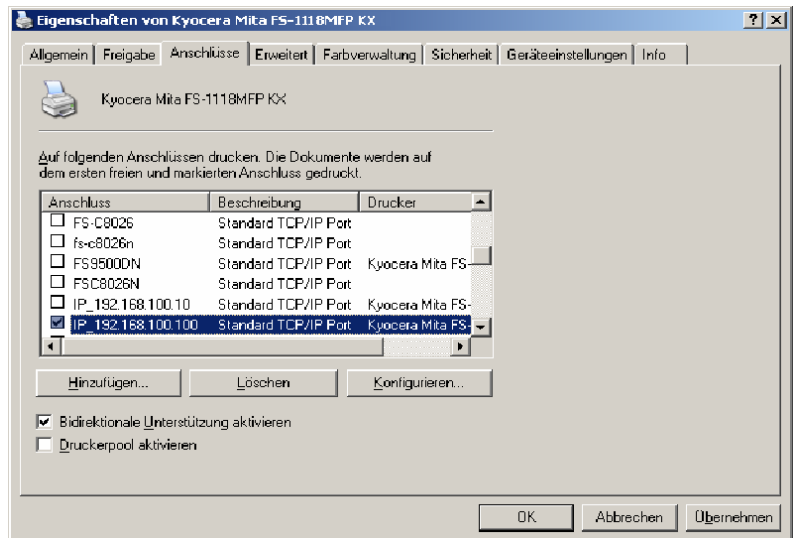 Eigenschaften von Kyocera Mita FS-1118MFP KX
Allgemein Freigabe Anschlüsse Erweitert Farbverwaltung Sicherheit Geräteeinstellungen Info
Kyocera Mita FS-1118MFP KX
Auf folgenden Anschlüssen drucken. Die Dokumente werden auf
dem ersten freien und markierten Anschluss gedruckt.
Anschluss Beschreibung Drucker
FS-C8026 Standard TCP/IP Port
fs-c8026n Standard TCP/IP Port
FS9500DN Standard TCP/IP Port Kyocera Mita FS-
FSC8026N Standard TCP/IP Port
IP_192.168.100.10 Standard TCP/IP Port Kyocera Mita FS-
IP_192.168.100.100 Standard TCP/IP Port Kyocera Mita FS-
Hinzufügen... Löschen Konfigurieren...
Bidirektionale Unterstützung aktivieren
Druckerpool aktivieren
OK Abbrechen Übernehmen